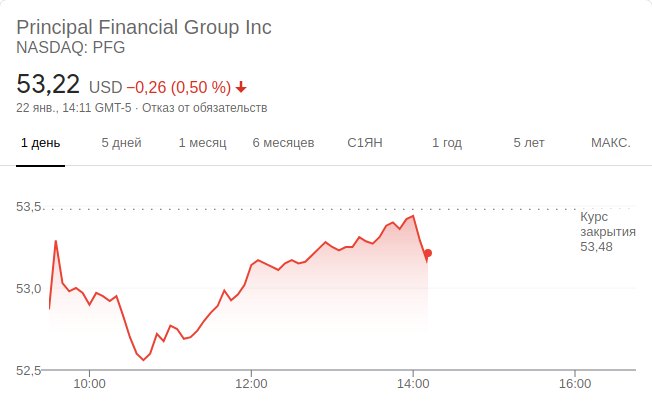 Principal Financial Group Inc
NASDAQ: PFG
53,22 USD −0,26 (0,50 %)
22 янв., 14:11 GMT-5 · Отказ от обязательств
1 день 5 дней 1 месяц 6 месяцев С1ЯН 1 год 5 лет МАКС.
53,5
Курс
закрытия
53,48
53,0
52,5
10:00 12:00 14:00 16:00